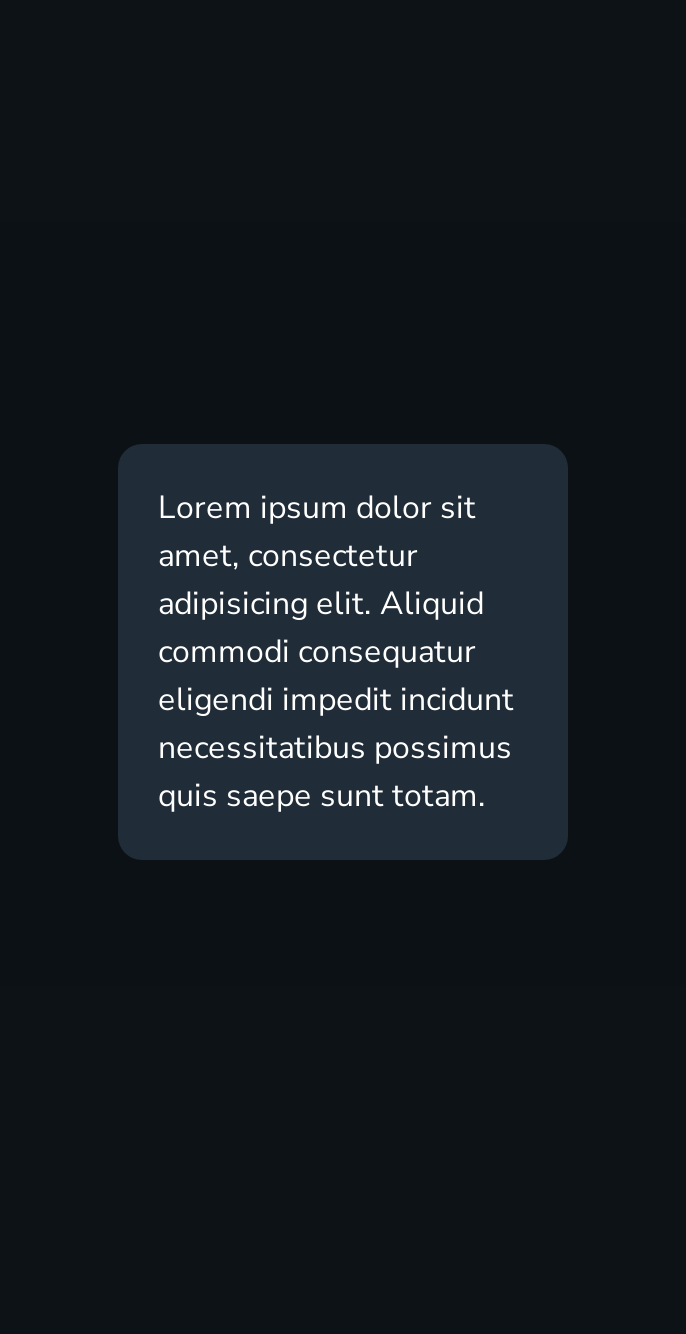 Lorem ipsum dolor sit
amet, consectetur
adipisicing elit. Aliquid
commodi consequatur
eligendi impedit incidunt
necessitatibus possimus
quis saepe sunt totam.